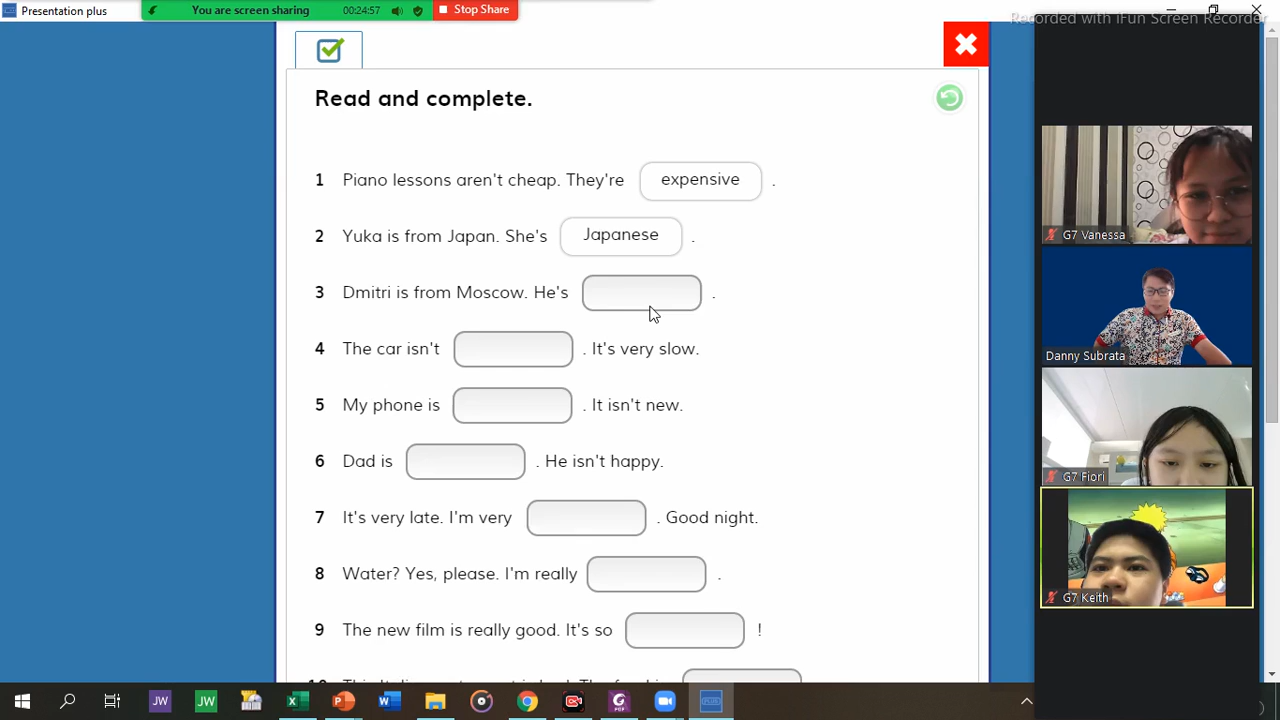 Presentation plus
You are screen sharing
00:24:57
Stop Share
Recorded with iFun Screen Recorder
Read and complete.
1 Piano lessons aren't cheap. They're expensive .
2 Yuka is from Japan. She's Japanese .
3 Dmitri is from Moscow. He's .
4 The car isn't . It's very slow.
5 My phone is . It isn't new.
6 Dad is . He isn't happy.
7 It's very late. I'm very . Good night.
8 Water? Yes, please. I'm really .
9 The new film is really good. It's so !
G7 Vanessa
Danny Subrata
G7 Fiori
G7 Keith
JW
JW